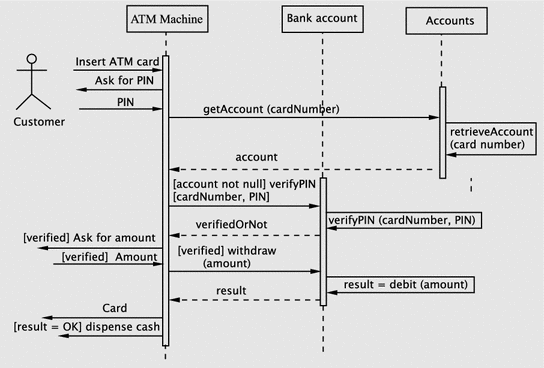 ATM Machine
Bank account
Accounts
Insert ATM card
Ask for PIN
PIN
Customer
getAccount (cardNumber)
retrieveAccount
(card number)
account
[account not null] verifyPIN
[cardNumber, PIN]
verifyPIN (cardNumber, PIN)
verifiedOrNot
[verified] Ask for amount
[verified] Amount
[verified] withdraw
(amount)
result = debit (amount)
result
Card
[result = OK] dispense cash